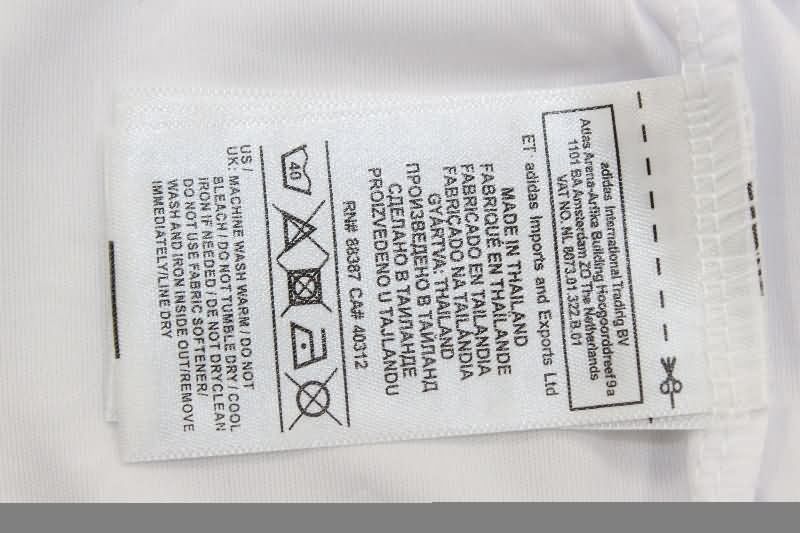 adidas International Trading BV
Atlas Arena-Afrika Building Hoogoorddreef 9a
1101 BA Amsterdam ZO The Netherlands
VAT NO. NL 8073.01.322.B.01
ET adidas Imports and Exports Ltd
MADE IN THAILAND
FABRIQUÉ EN THAÏLANDE
FABRICADO EN TAILANDIA
FABRICADO NA TAILÂNDIA
GYÁRTVA: THAIFÖLD
ПРОИЗВЕДЕНО В ТАЙЛАНД
СДЕЛАНО В ТАИЛАНДЕ
PROIZVEDENO U TAJLANDU
RN# 88387 CA# 40312
40
US /
UK: MACHINE WASH WARM / DO NOT
BLEACH / DO NOT TUMBLE DRY / COOL
IRON IF NEEDED / DO NOT DRYCLEAN
DO NOT USE FABRIC SOFTENER/
WASH AND IRON INSIDE OUT/REMOVE
IMMEDIATELY/LINE DRY